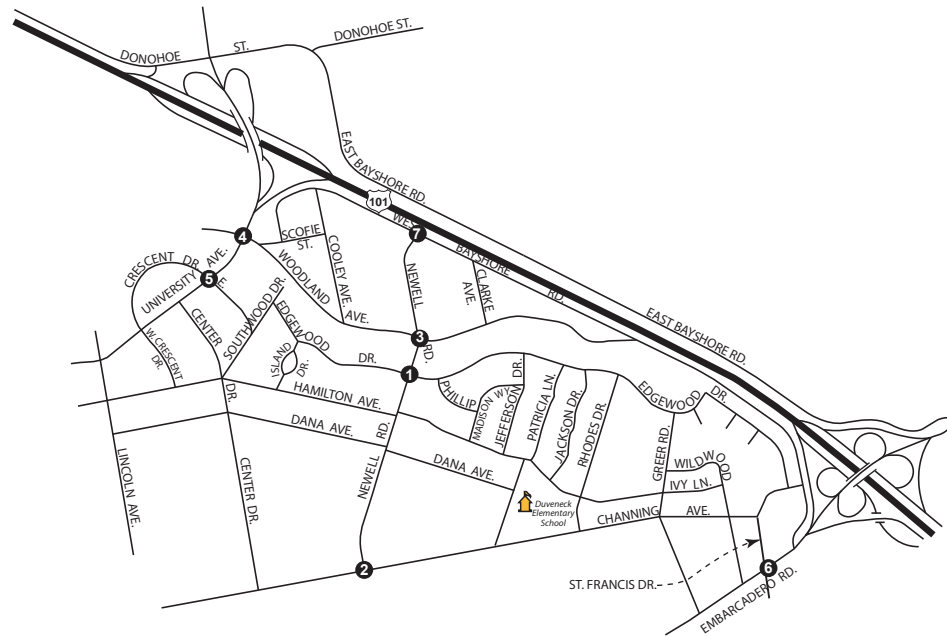 DONOHOE ST.
DONOHOE ST.
EAST BAYSHORE RD.
101
WEST BAYSHORE RD.
7
4
SCOFIE
ST.
CRESCENT DR.
UNIVERSITY AVE.
5
E
WOODLAND AVE.
COOLEY AVE.
NEWELL RD.
CLARKE
AVE.
EAST BAYSHORE RD.
W. CRESCENT
DR.
CENTER DR.
SOUTHWOOD DR.
EDGEWOOD DR.
ISLAND
DR.
3
1
PHILLIP
MADISON WY.
JEFFERSON DR.
PATRICIA LN.
JACKSON DR.
RHODES DR.
EDGEWOOD DR.
HAMILTON AVE.
DANA AVE.
NEWELL RD.
DANA AVE.
GREER RD.
WILDWOOD
IVY LN.
LINCOLN AVE.
CENTER DR.
Duveneck
Elementary
School
CHANNING AVE.
2
ST. FRANCIS DR.
6
EMBARCADERO RD.